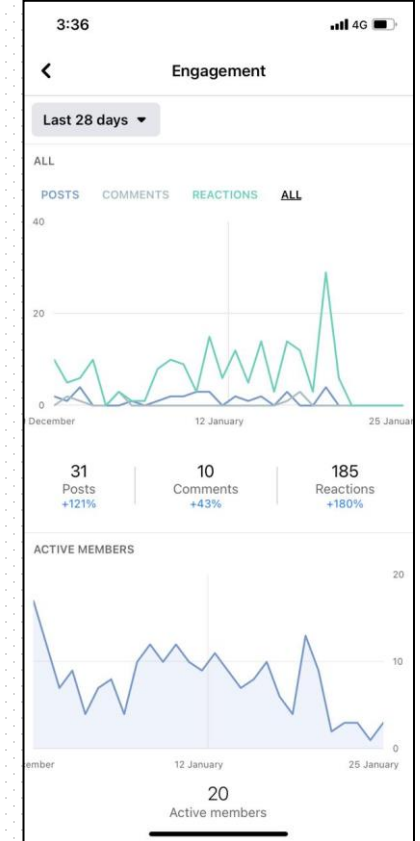 3:36 4G
Engagement
Last 28 days
ALL
POSTS COMMENTS REACTIONS ALL
40
20
0
December 12 January 25 Januar
31 10 185
Posts Comments Reactions
+121% +43% +180%
ACTIVE MEMBERS
20
10
0
ember 12 January 25 January
20
Active members